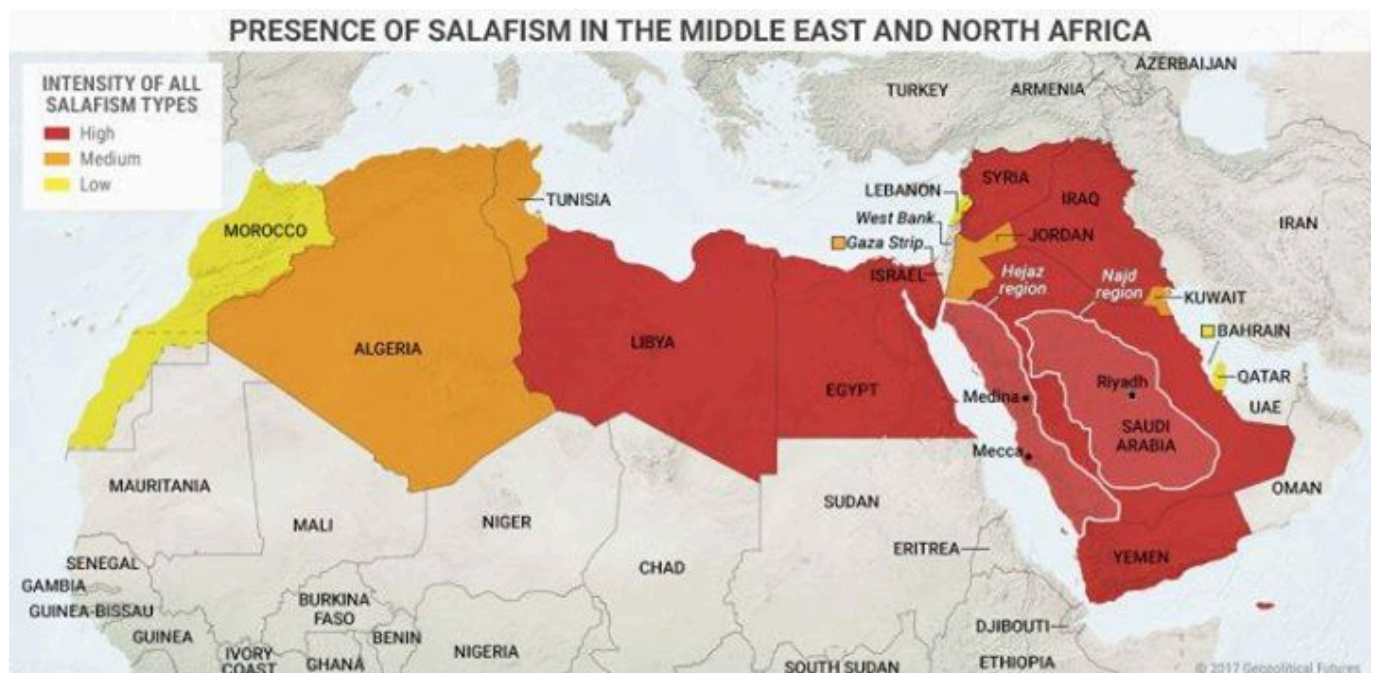 PRESENCE OF SALAFISM IN THE MIDDLE EAST AND NORTH AFRICA
INTENSITY OF ALL
SALAFISM TYPES
High
Medium
Low
AZERBAIJAN
TURKEY
ARMENIA
SYRIA
LEBANON
IRAQ
TUNISIA
West Bank
IRAN
MOROCCO
JORDAN
Gaza Strip
ISRAEL
Hejaz
region
Najd
region
KUWAIT
BAHRAIN
LIBYA
ALGERIA
QATAR
Riyadh
EGYPT
Medina
UAE
SAUDI
ARABIA
Mecca
MAURITANIA
OMAN
SUDAN
MALI
NIGER
ERITREA
YEMEN
SENEGAL
CHAD
GAMBIA
BURKINA
FASO
GUINEA-BISSAU
DJIBOUTI
GUINEA
BENIN
NIGERIA
IVORY
COAST
GHANA
SOUTH SUDAN
ETHIOPIA
© 2017 Geopolitical Futures